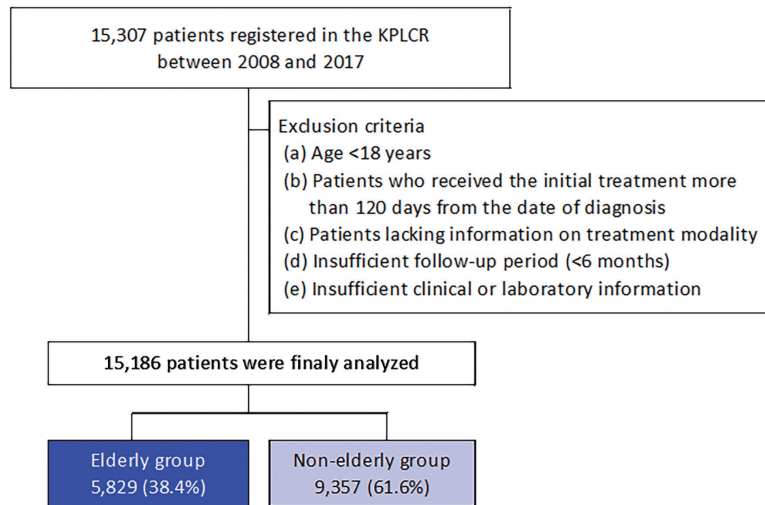 15,307 patients registered in the KPLCR
between 2008 and 2017
Exclusion criteria
(a) Age <18 years
(b) Patients who received the initial treatment more
than 120 days from the date of diagnosis
(c) Patients lacking information on treatment modality
(d) Insufficient follow-up period (<6 months)
(e) Insufficient clinical or laboratory information
15,186 patients were finaly analyzed
Elderly group
5,829 (38.4%)
Non-elderly group
9,357 (61.6%)